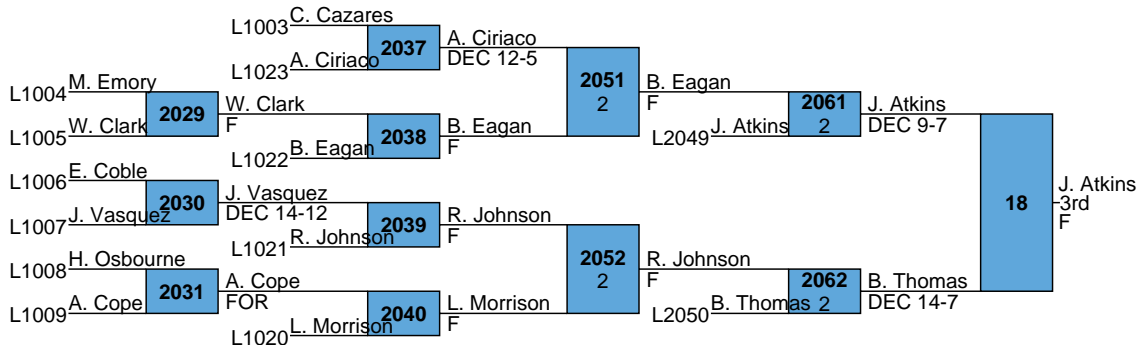 L1003 C. Cazares
2037
A. Ciriaco
DEC 12-5
L1023 A. Ciriaco
2051
2
L1004 M. Emory
2029
W. Clark
F
B. Eagan
F
2061
2
J. Atkins
DEC 9-7
L1005 W. Clark
2038
B. Eagan
F
L2049 J. Atkins
L1022 B. Eagan
L1006 E. Coble
2030
J. Vasquez
DEC 14-12
L1007 J. Vasquez
2039
R. Johnson
F
18
J. Atkins
3rd
F
L1021 R. Johnson
2052
2
L1008 H. Osbourne
2031
A. Cope
FOR
R. Johnson
F
2062
2
B. Thomas
DEC 14-7
L1009 A. Cope
2040
L. Morrison
F
L2050 B. Thomas
L1020 L. Morrison